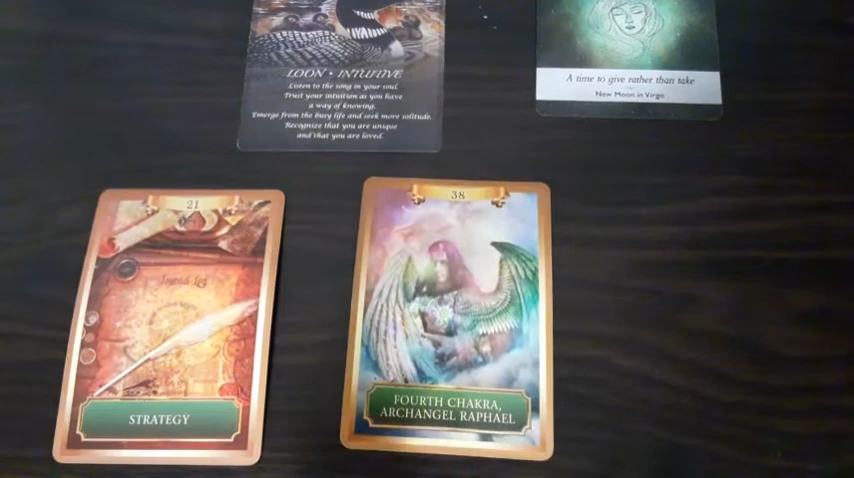 LOON • INTUITIVE
Listen to the song in your soul.
Trust your intuition as you have
a way of knowing.
Emerge from the busy life and seek more solitude.
Recognize that you are unique
and that you are loved.
A time to give rather than take
New Moon in Virgo
21
STRATEGY
38
FOURTH CHAKRA,
ARCHANGEL RAPHAEL